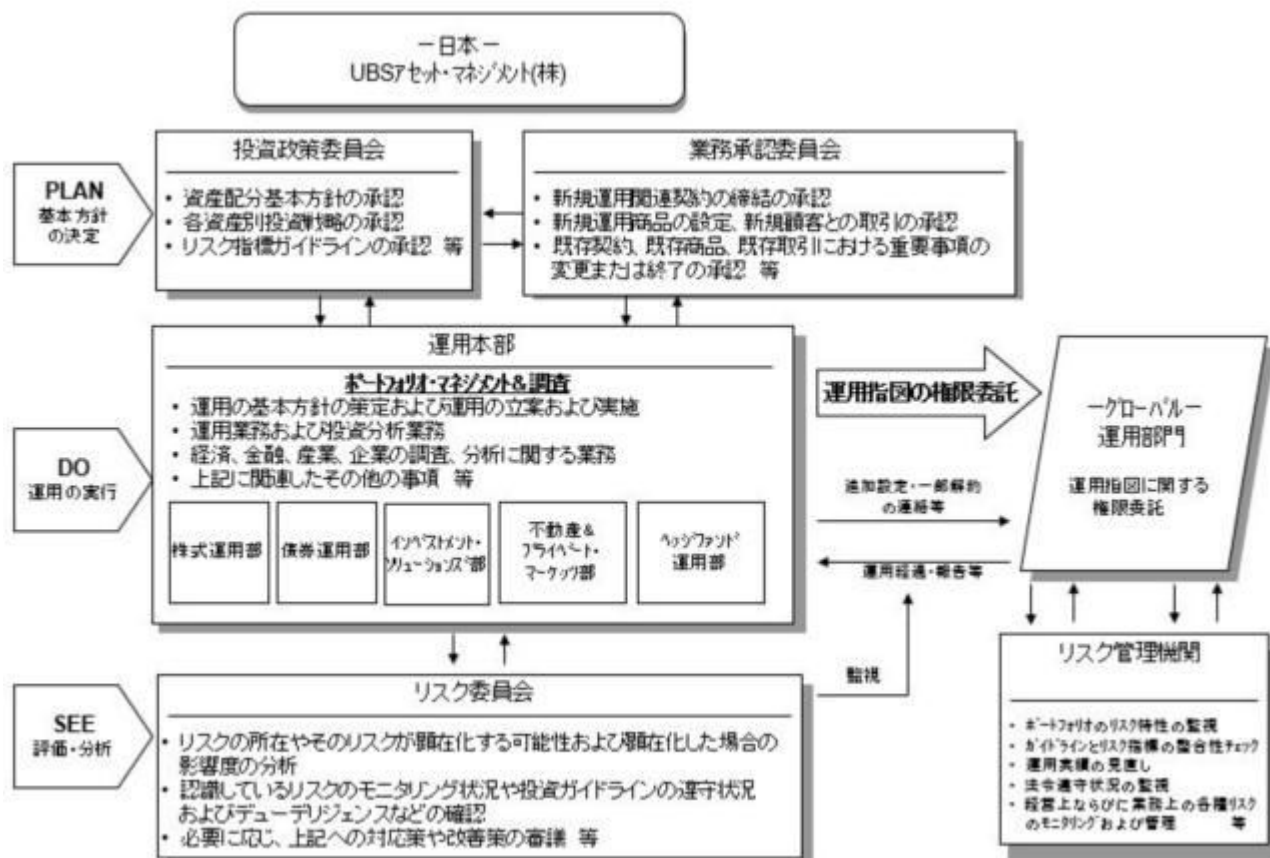 －日本－
UBSアセット・マネジメント(株)
投資政策委員会
・ 資産配分基本方針の承認
・ 各資産別投資戦略の承認
・ リスク指標ガイドラインの承認 等
業務承認委員会
・ 新規運用関連契約の締結の承認
・ 新規運用商品の設定、新規顧客との取引の承認
・ 既存契約、既存商品、既存取引における重要事項の
変更または終了の承認 等
PLAN
基本方針
の決定
運用本部
ポートフォリオ・マネジメント&調査
・ 運用の基本方針の策定および運用の立案および実施
・ 運用業務および投資分析業務
・ 経済、金融、産業、企業の調査、分析に関する業務
・ 上記に関連したその他の事項 等
株式運用部
債券運用部
インベストメント・
ソリューションズ部
不動産&
プライベート・
マーケッツ部
ヘッジファンド
運用部
DO
運用の実行
運用指図の権限委託
追加設定・一部解約
の連絡等
運用経過・報告等
－グローバル－
運用部門
運用指図に関する
権限委託
SEE
評価・分析
リスク委員会
・ リスクの所在やそのリスクが顕在化する可能性および顕在化した場合の
影響度の分析
・ 認識しているリスクのモニタリング状況や投資ガイドラインの遵守状況
およびデューデリジェンスなどの確認
・ 必要に応じ、上記への対応策や改善策の審議 等
監視
リスク管理機関
・ ポートフォリオのリスク特性の監視
・ ガイドラインとリスク指標の整合性チェック
・ 運用実績の見直し
・ 法令遵守状況の監視
・ 経営上ならびに業務上の各種リスク
のモニタリングおよび管理 等